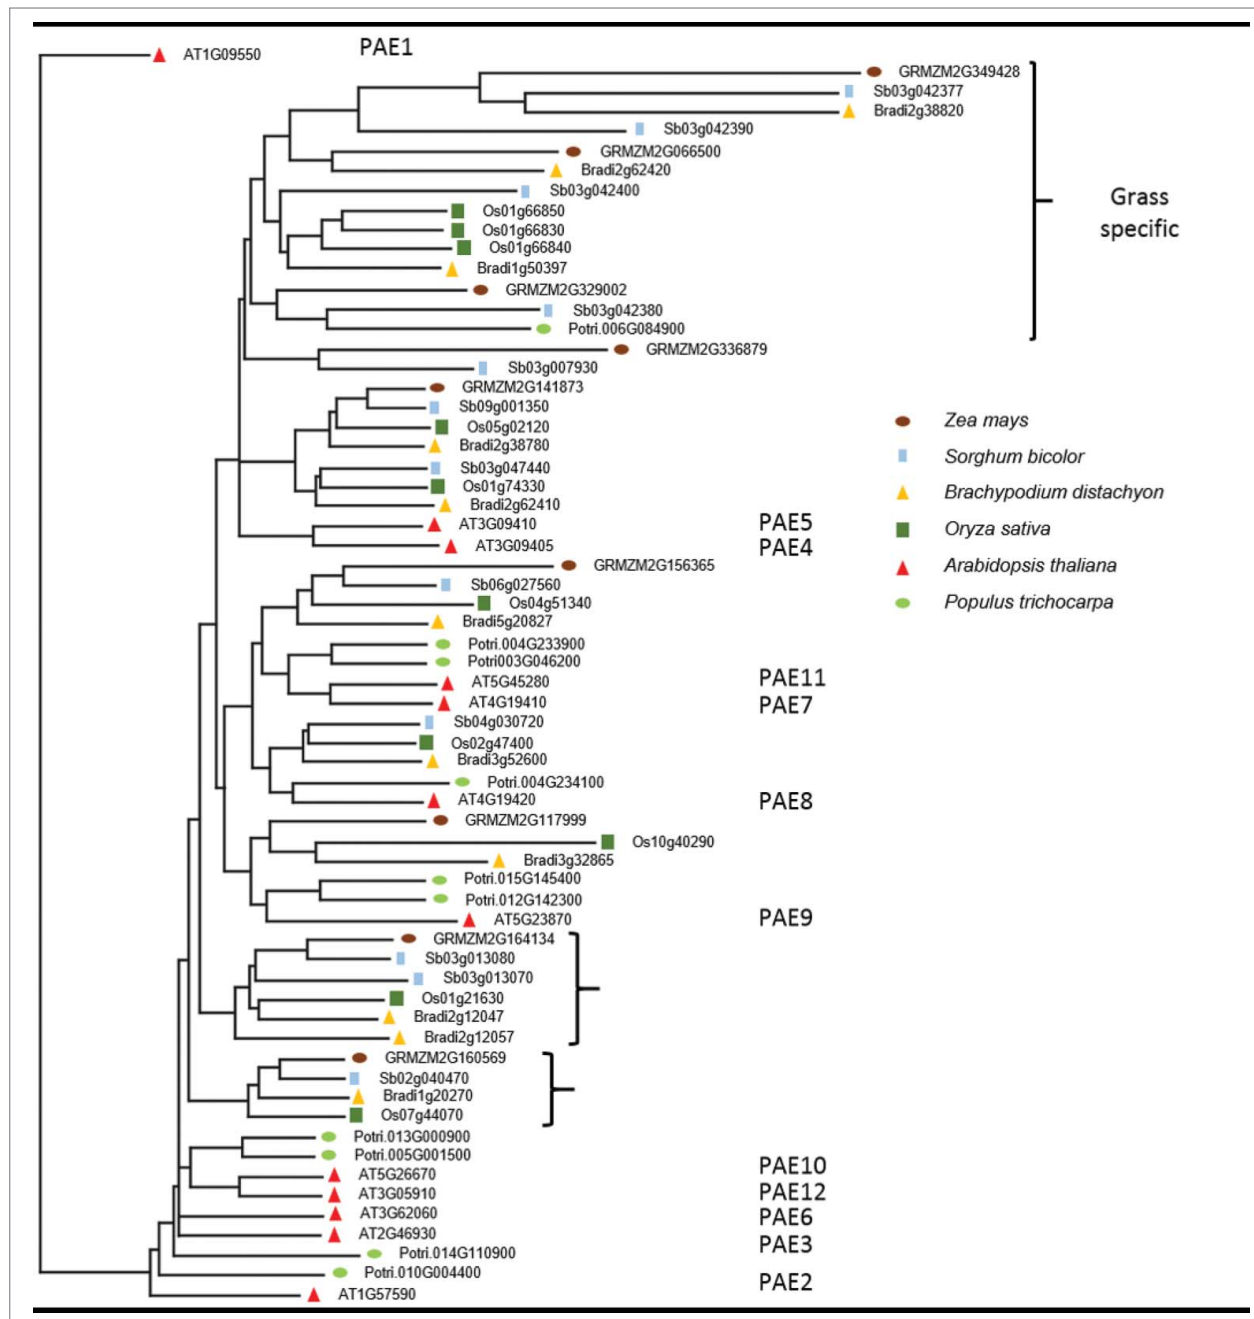 AT1G09550 PAE1
GRMZM2G349428
Sb03g042377
Bradi2g38820
Sb03g042390
GRMZM2G066500
Bradi2g62420
Sb03g042400
Os01g66850
Os01g66830
Os01g66840
Bradi1g50397
GRMZM2G329002
Sb03g042380
Potri.006G084900
GRMZM2G336879
Sb03g007930
Grass
specific
GRMZM2G141873
Sb09g001350
Os05g02120
Bradi2g38780
Sb03g047440
Os01g74330
Bradi2g62410
AT3G09410 PAE5
AT3G09405 PAE4
Zea mays
Sorghum bicolor
Brachypodium distachyon
Oryza sativa
Arabidopsis thaliana
Populus trichocarpa
GRMZM2G156365
Sb06g027560
Os04g51340
Bradi5g20827
Potri.004G233900
Potri003G046200
AT5G45280 PAE11
AT4G19410 PAE7
Sb04g030720
Os02g47400
Bradi3g52600
Potri.004G234100
AT4G19420 PAE8
GRMZM2G117999
Os10g40290
Bradi3g32865
Potri.015G145400
Potri.012G142300
AT5G23870 PAE9
GRMZM2G164134
Sb03g013080
Sb03g013070
Os01g21630
Bradi2g12047
Bradi2g12057
GRMZM2G160569
Sb02g040470
Bradi1g20270
Os07g44070
Potri.013G000900
Potri.005G001500
AT5G26670 PAE10
AT3G05910 PAE12
AT3G62060 PAE6
AT2G46930 PAE3
Potri.014G110900
Potri.010G004400
AT1G57590 PAE2